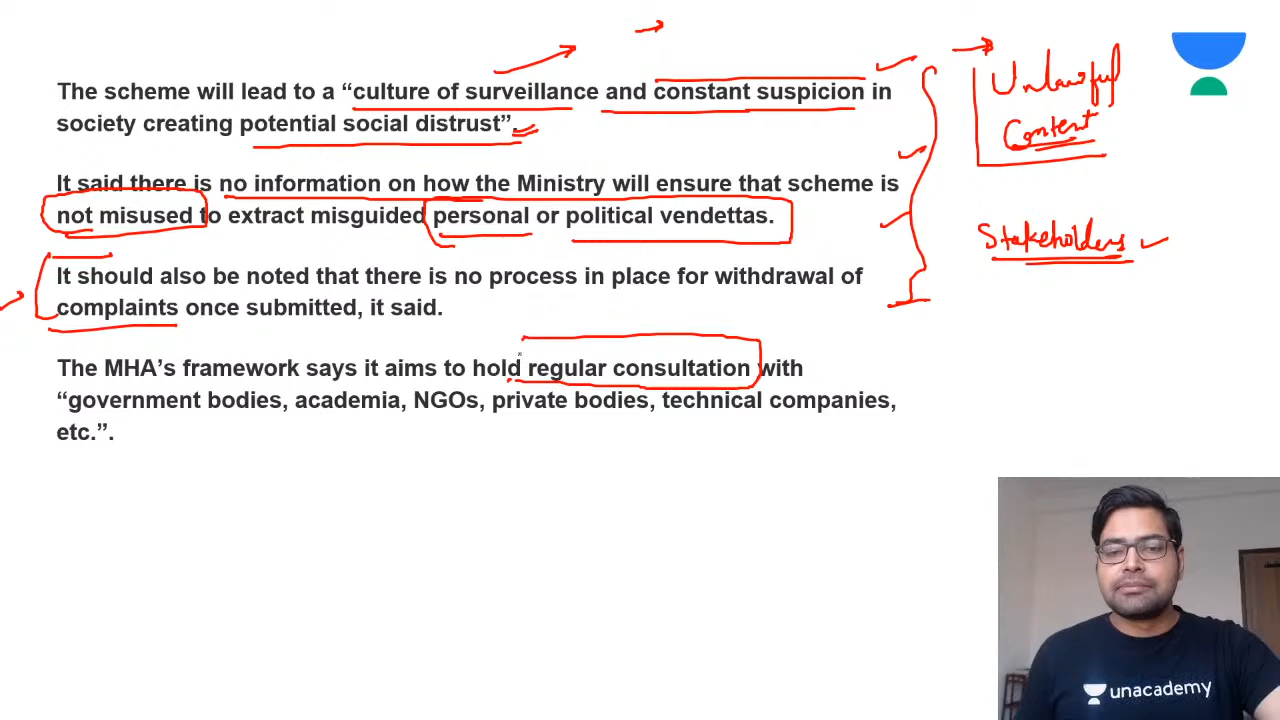 The scheme will lead to a “culture of surveillance and constant suspicion in
society creating potential social distrust”.
It said there is no information on how the Ministry will ensure that scheme is
not misused to extract misguided personal or political vendettas.
It should also be noted that there is no process in place for withdrawal of
complaints once submitted, it said.
The MHA’s framework says it aims to hold regular consultation with
“government bodies, academia, NGOs, private bodies, technical companies,
etc.”.
Unlawful
Content
Stakeholders
unacademy